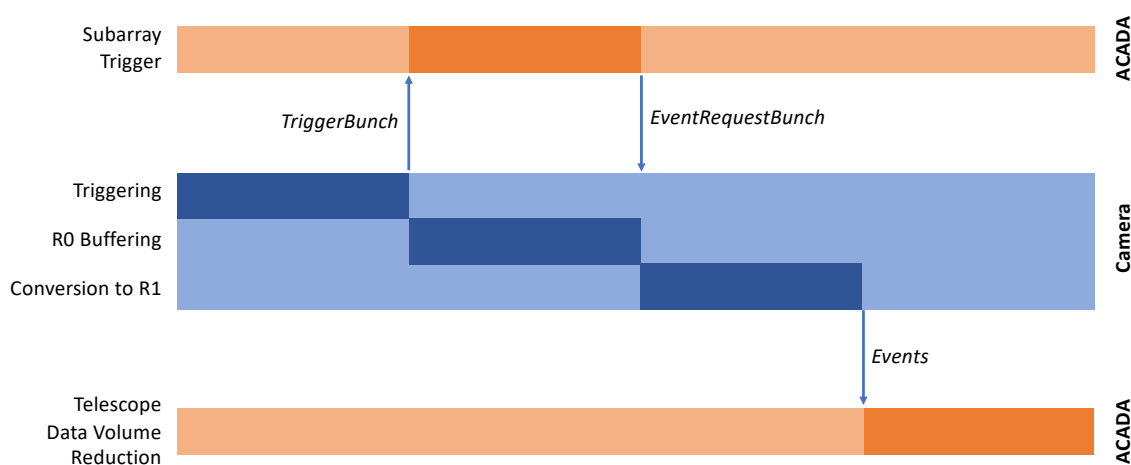 Subarray
Trigger
ACADA
TriggerBunch
EventRequestBunch
Triggering
R0 Buffering
Conversion to R1
Camera
Events
Telescope
Data Volume
Reduction
ACADA